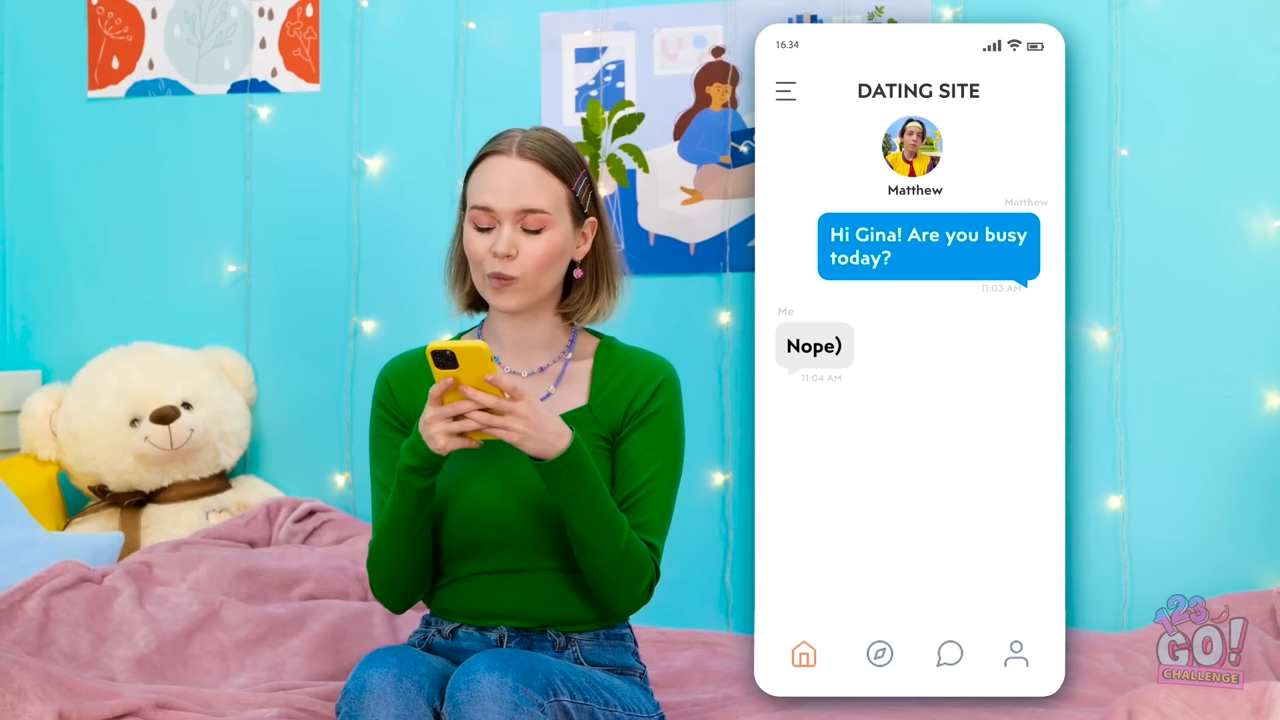 16.34
DATING SITE
Matthew
Matthew
Hi Gina! Are you busy
today?
11:03 AM
Me
Nope)
11:04 AM
123
GO!
CHALLENGE